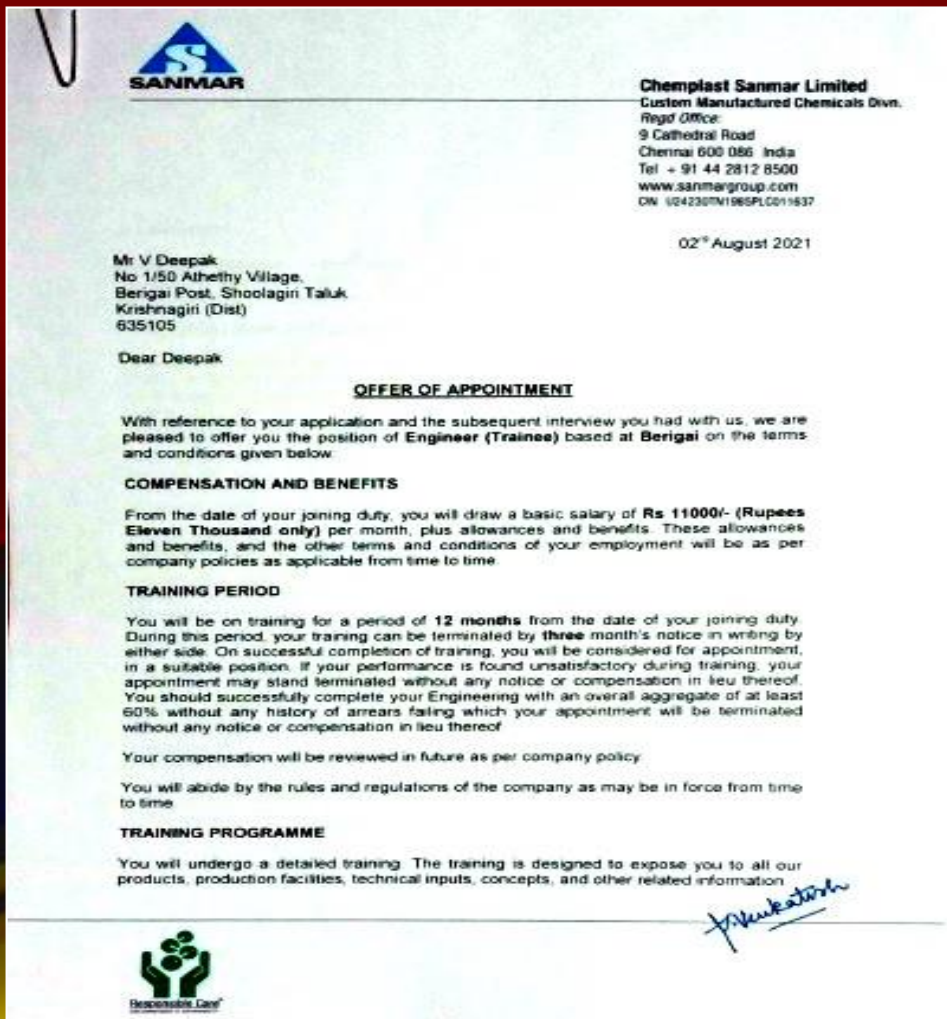 SANMAR
Chemplast Sanmar Limited
Custom Manufactured Chemicals Divn.
Regd Office:
9 Cathedral Road
Chennai 600 086 India
Tel + 91 44 2812 8500
www.sanmargroup.com
CIN U24230TN1985PLC011637
02nd August 2021
Mr V Deepak
No 1/50 Athethy Village,
Berigai Post, Shoolagiri Taluk
Krishnagiri (Dist)
635105
Dear Deepak
OFFER OF APPOINTMENT
With reference to your application and the subsequent interview you had with us, we are
pleased to offer you the position of Engineer (Trainee) based at Berigai on the terms
and conditions given below
COMPENSATION AND BENEFITS
From the date of your joining duty, you will draw a basic salary of Rs 11000/- (Rupees
Eleven Thousand only) per month, plus allowances and benefits. These allowances
and benefits, and the other terms and conditions of your employment will be as per
company policies as applicable from time to time
TRAINING PERIOD
You will be on training for a period of 12 months from the date of your joining duty.
During this period, your training can be terminated by three month's notice in writing by
either side. On successful completion of training, you will be considered for appointment,
in a suitable position. If your performance is found unsatisfactory during training, your
appointment may stand terminated without any notice or compensation in lieu thereof.
You should successfully complete your Engineering with an overall aggregate of at least
60% without any history of arrears failing which your appointment will be terminated
without any notice or compensation in lieu thereof
Your compensation will be reviewed in future as per company policy
You will abide by the rules and regulations of the company as may be in force from time
to time
TRAINING PROGRAMME
You will undergo a detailed training. The training is designed to expose you to all our
products, production facilities, technical inputs, concepts, and other related information
Responsible Care